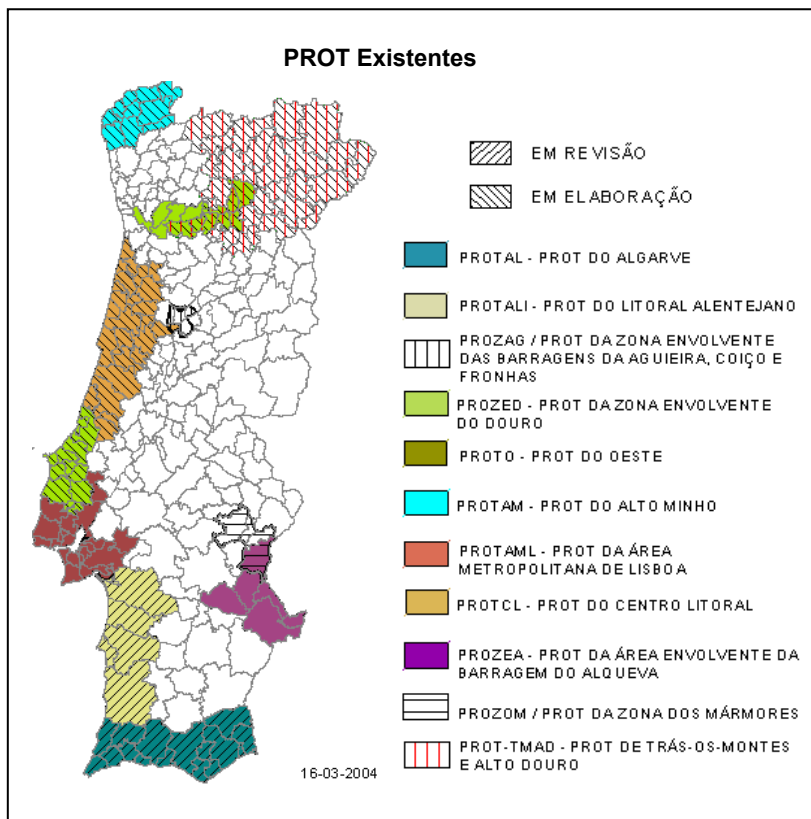 PROT Existentes
EM REVISÃO
EM ELABORAÇÃO
PROTAL - PROT DO ALGARVE
PROTALI - PROT DO LITORAL ALENTEJANO
PROZAG / PROT DA ZONA ENVOLVENTE
DAS BARRAGENS DA AGUIEIRA, COIÇO E
FRONHAS
PROZED - PROT DA ZONA ENVOLVENTE
DO DOURO
PROTO - PROT DO OESTE
PROTAM - PROT DO ALTO MINHO
PROTAML - PROT DA ÁREA
METROPOLITANA DE LISBOA
PROTCL - PROT DO CENTRO LITORAL
PROZEA - PROT DA ÁREA ENVOLVENTE DA
BARRAGEM DO ALQUEVA
PROZOM / PROT DA ZONA DOS MÁRMORES
PROT-TMAD - PROT DE TRÁS-OS-MONTES
E ALTO DOURO
16-03-2004